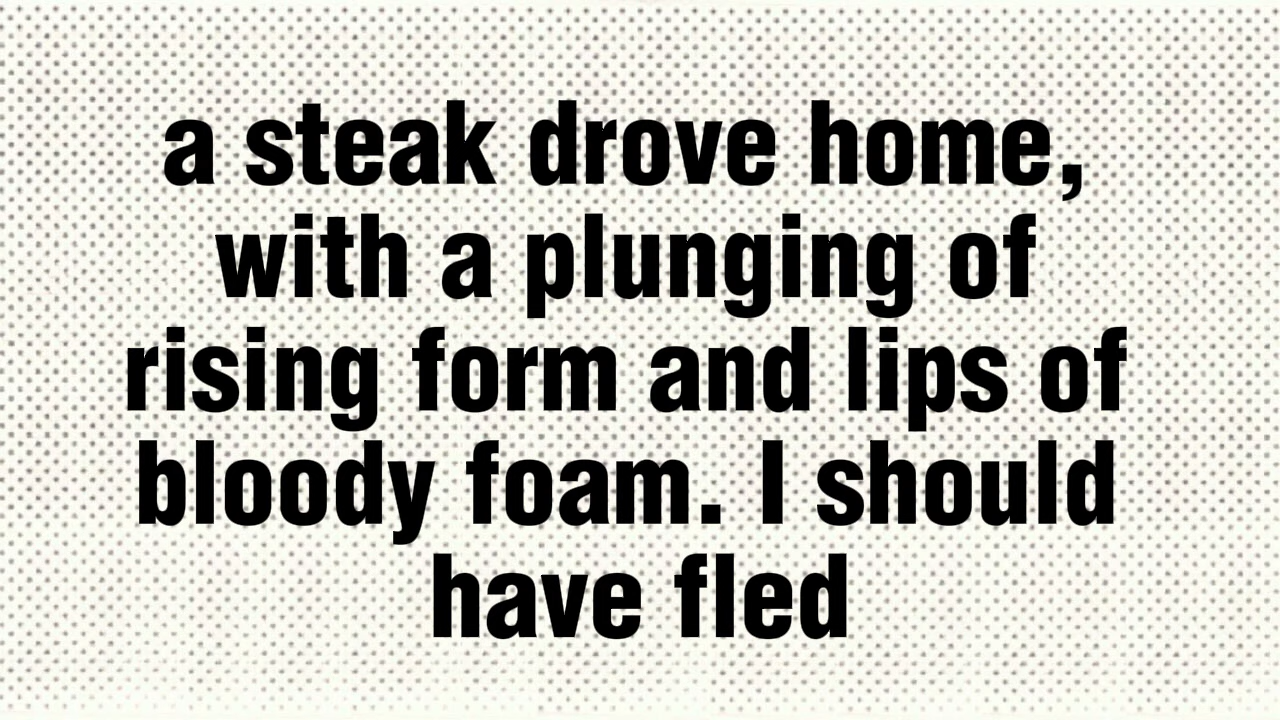 a steak drove home,
with a plunging of
rising form and lips of
bloody foam. I should
have fled